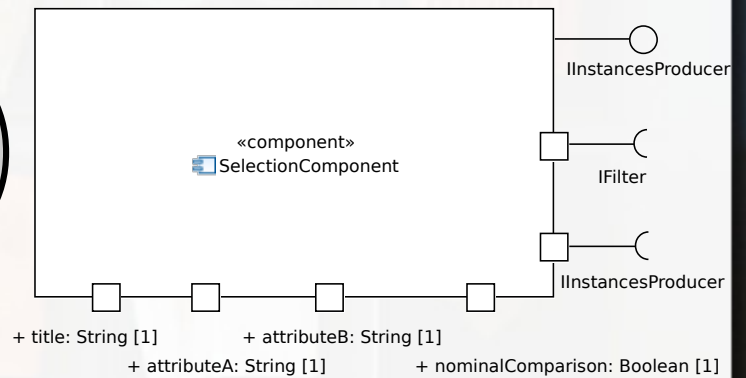 IInstancesProducer
«component»
SelectionComponent
IFilter
IInstancesProducer
+ title: String [1]
+ attributeB: String [1]
+ attributeA: String [1]
+ nominalComparison: Boolean [1]